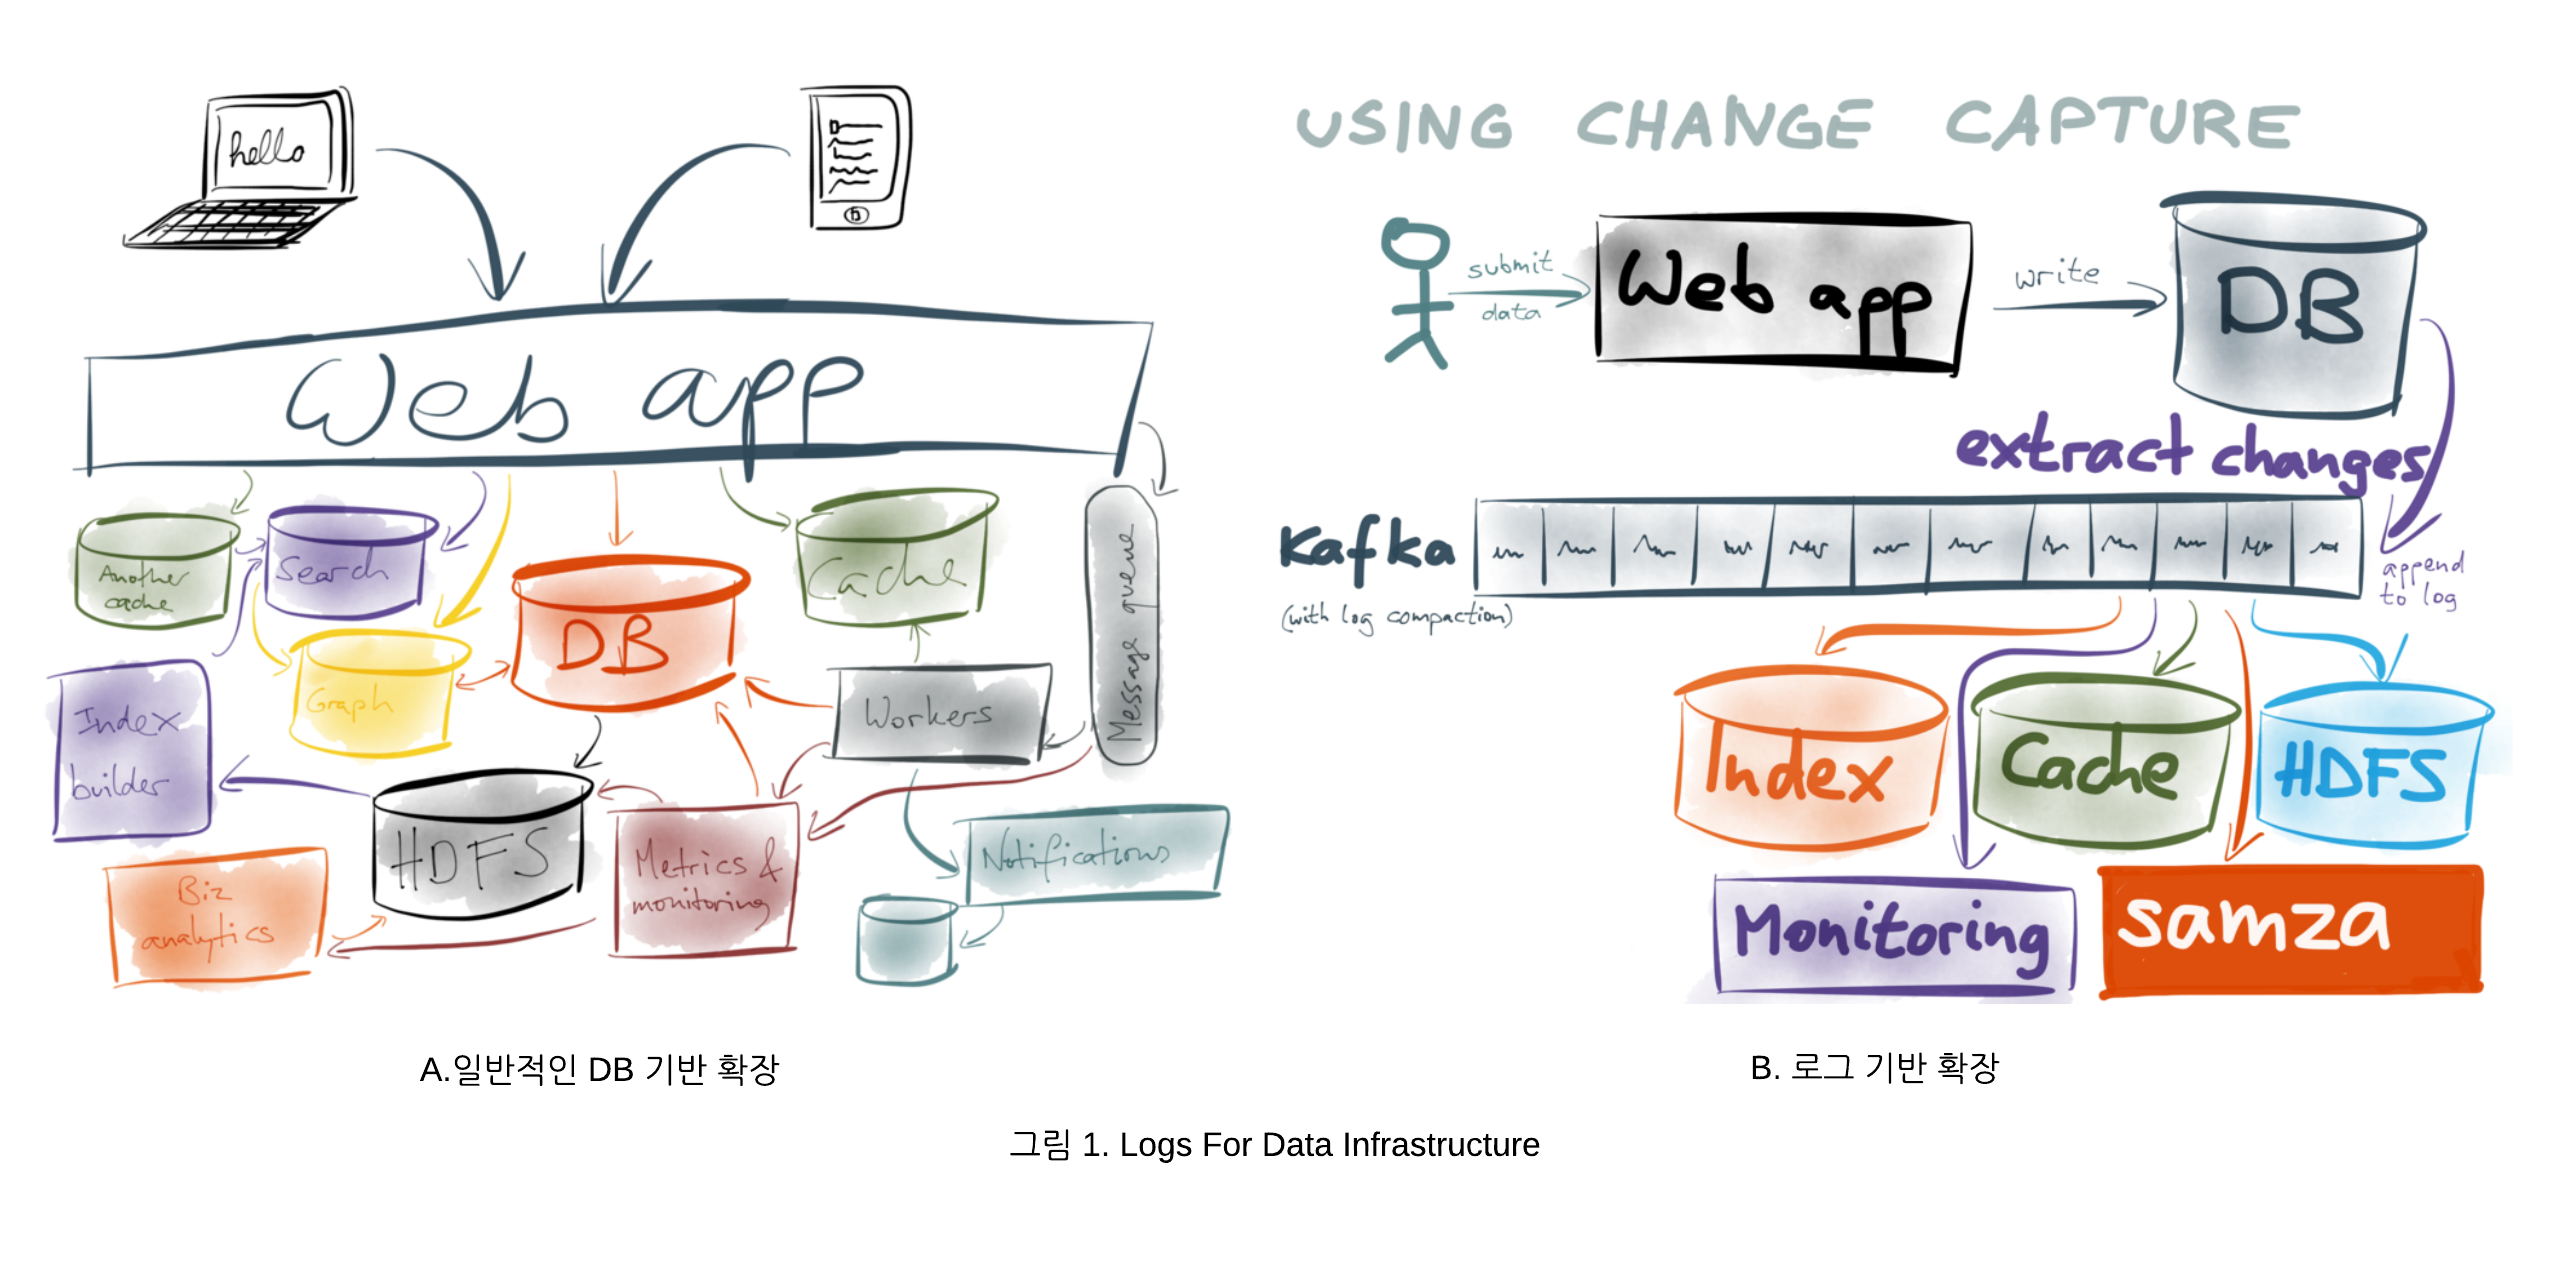 hello
Web app
Another
cache
Search
Cache
Message queue
DB
Graph
Index
builder
Workers
HDFS
Metrics &
monitoring
Notifications
Biz
analytics
A.일반적인 DB 기반 확장
USING CHANGE CAPTURE
submit
data
Web app
write
DB
extract changes
Kafka
(with log compaction)
append
to log
Index
Cache
HDFS
Monitoring
samza
B. 로그 기반 확장
그림 1. Logs For Data Infrastructure